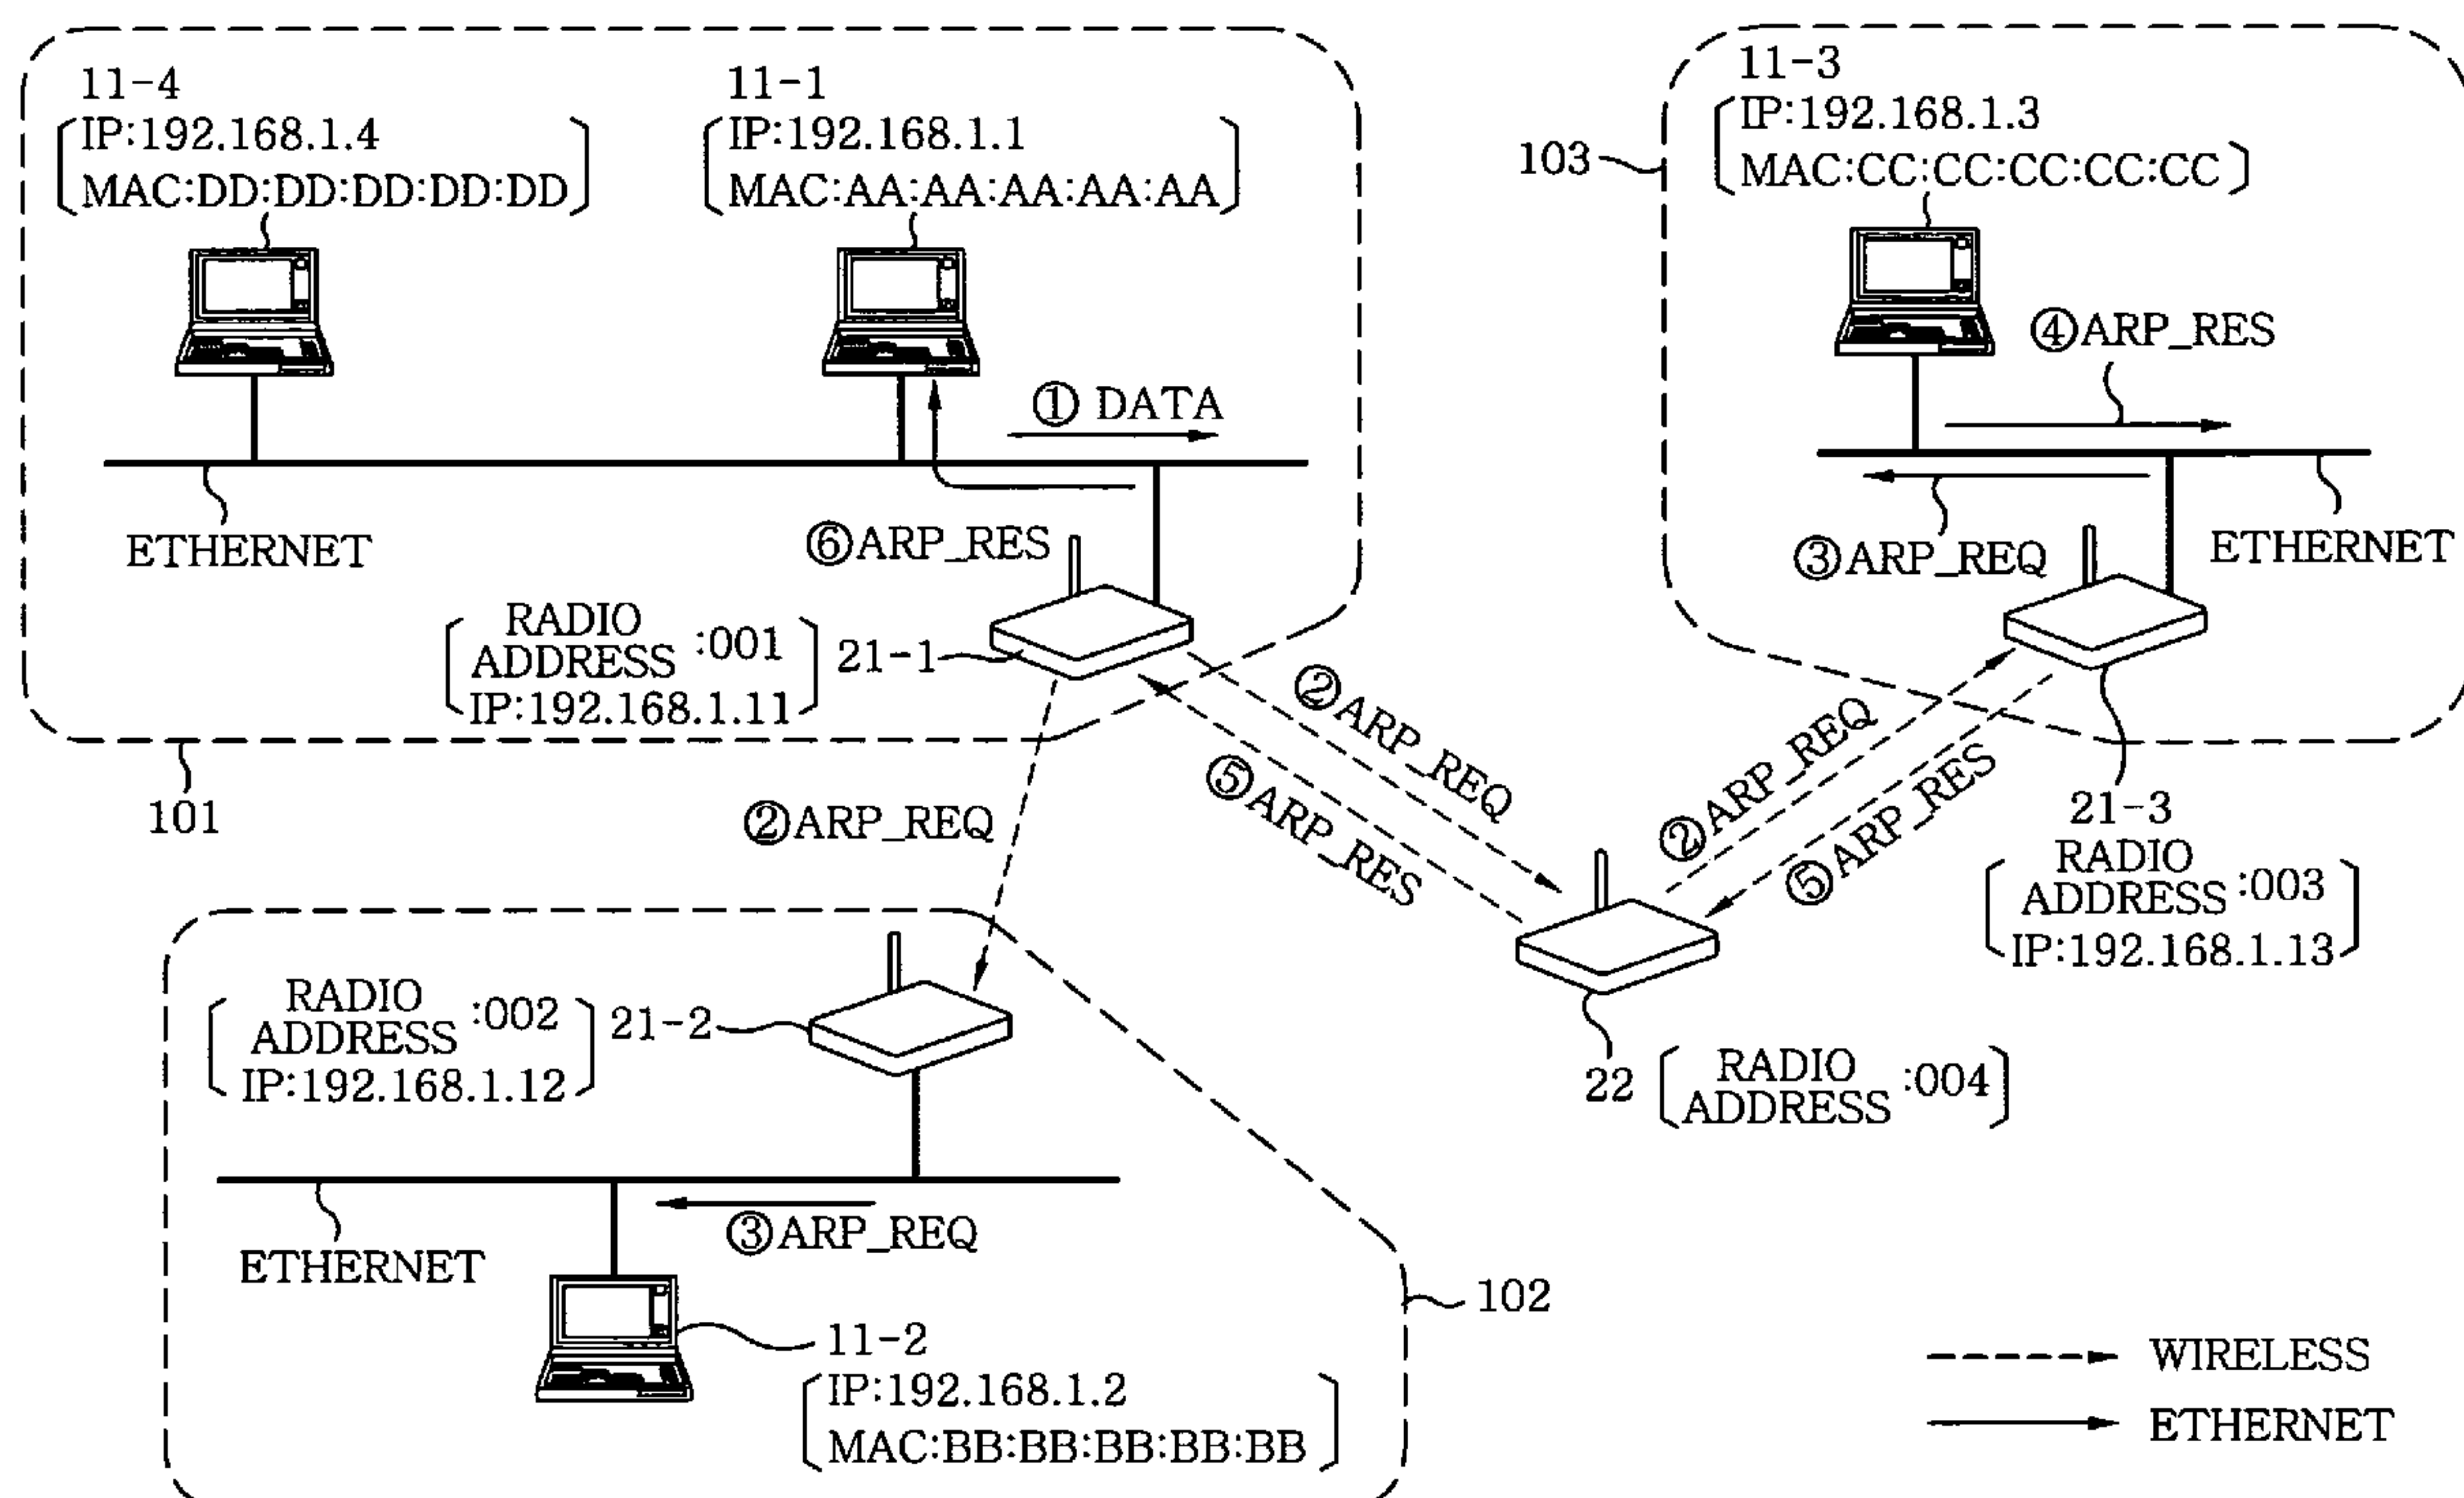 11-4
IP:192.168.1.4
MAC:DD:DD:DD:DD:DD
11-1
IP:192.168.1.1
MAC:AA:AA:AA:AA:AA
① DATA
ETHERNET
⑥ARP_RES
RADIO
ADDRESS :001
IP:192.168.1.11
21-1
101
11-3
IP:192.168.1.3
MAC:CC:CC:CC:CC:CC
103
④ARP_RES
③ARP_REQ
ETHERNET
②ARP_REQ
⑤ARP_RES
②ARP_REQ
⑤ARP_RES
21-3
RADIO
ADDRESS :003
IP:192.168.1.13
②ARP_REQ
RADIO
ADDRESS :002
IP:192.168.1.12
21-2
22
RADIO
ADDRESS :004
③ARP_REQ
ETHERNET
102
11-2
IP:192.168.1.2
MAC:BB:BB:BB:BB:BB
WIRELESS
ETHERNET